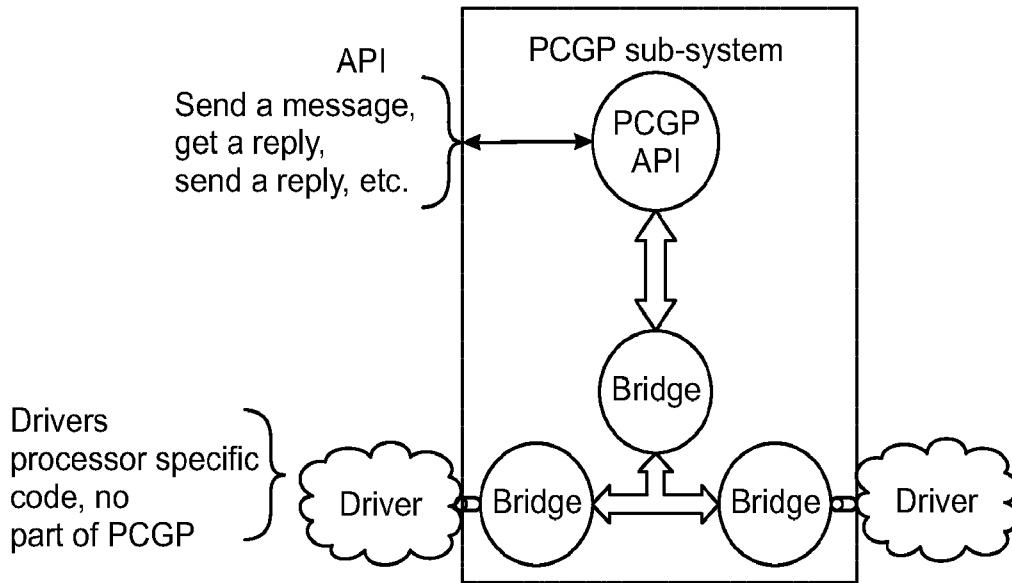 PCGP sub-system
API
Send a message,
get a reply,
send a reply, etc.
PCGP
API
Bridge
Drivers
processor specific
code, no
part of PCGP
Driver
Bridge
Bridge
Driver